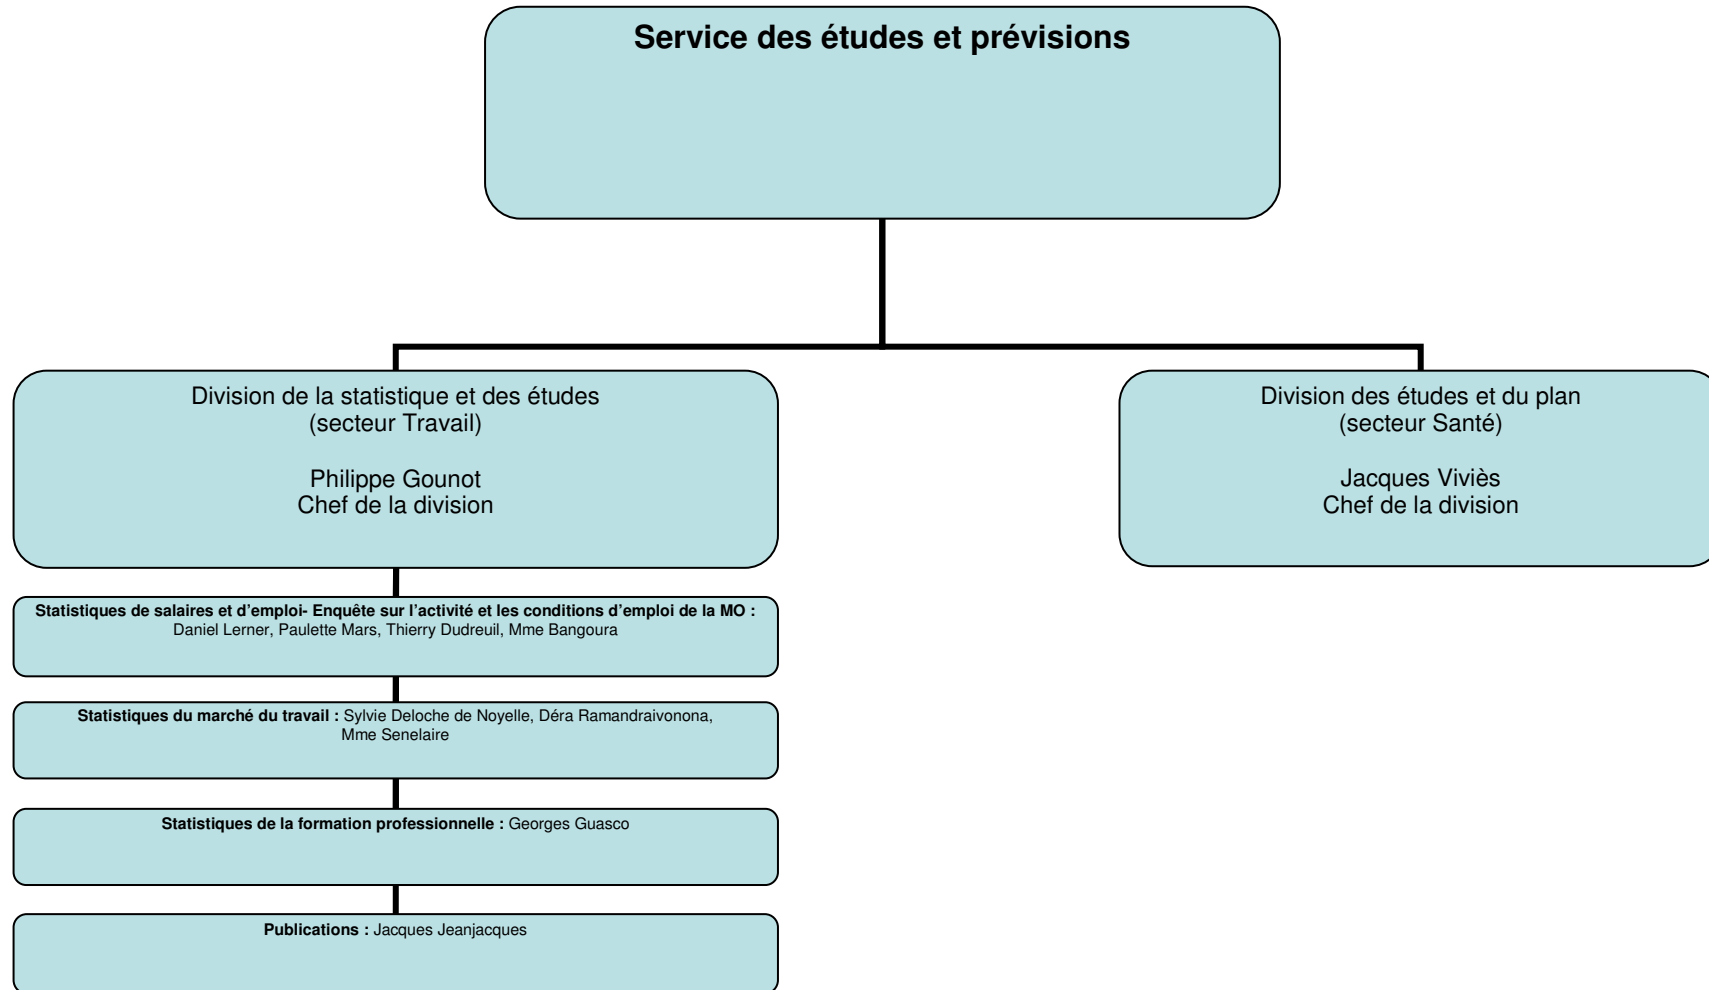 Service des études et prévisions
Division de la statistique et des études
(secteur Travail)
Philippe Gounot
Chef de la division
Division des études et du plan
(secteur Santé)
Jacques Viviès
Chef de la division
Statistiques de salaires et d’emploi- Enquête sur l’activité et les conditions d’emploi de la MO :
Daniel Lerner, Paulette Mars, Thierry Dudreuil, Mme Bangoura
Statistiques du marché du travail : Sylvie Deloche de Noyelle, Déra Ramandraivonona,
Mme Senelaire
Statistiques de la formation professionnelle : Georges Guasco
Publications : Jacques Jeanjacques